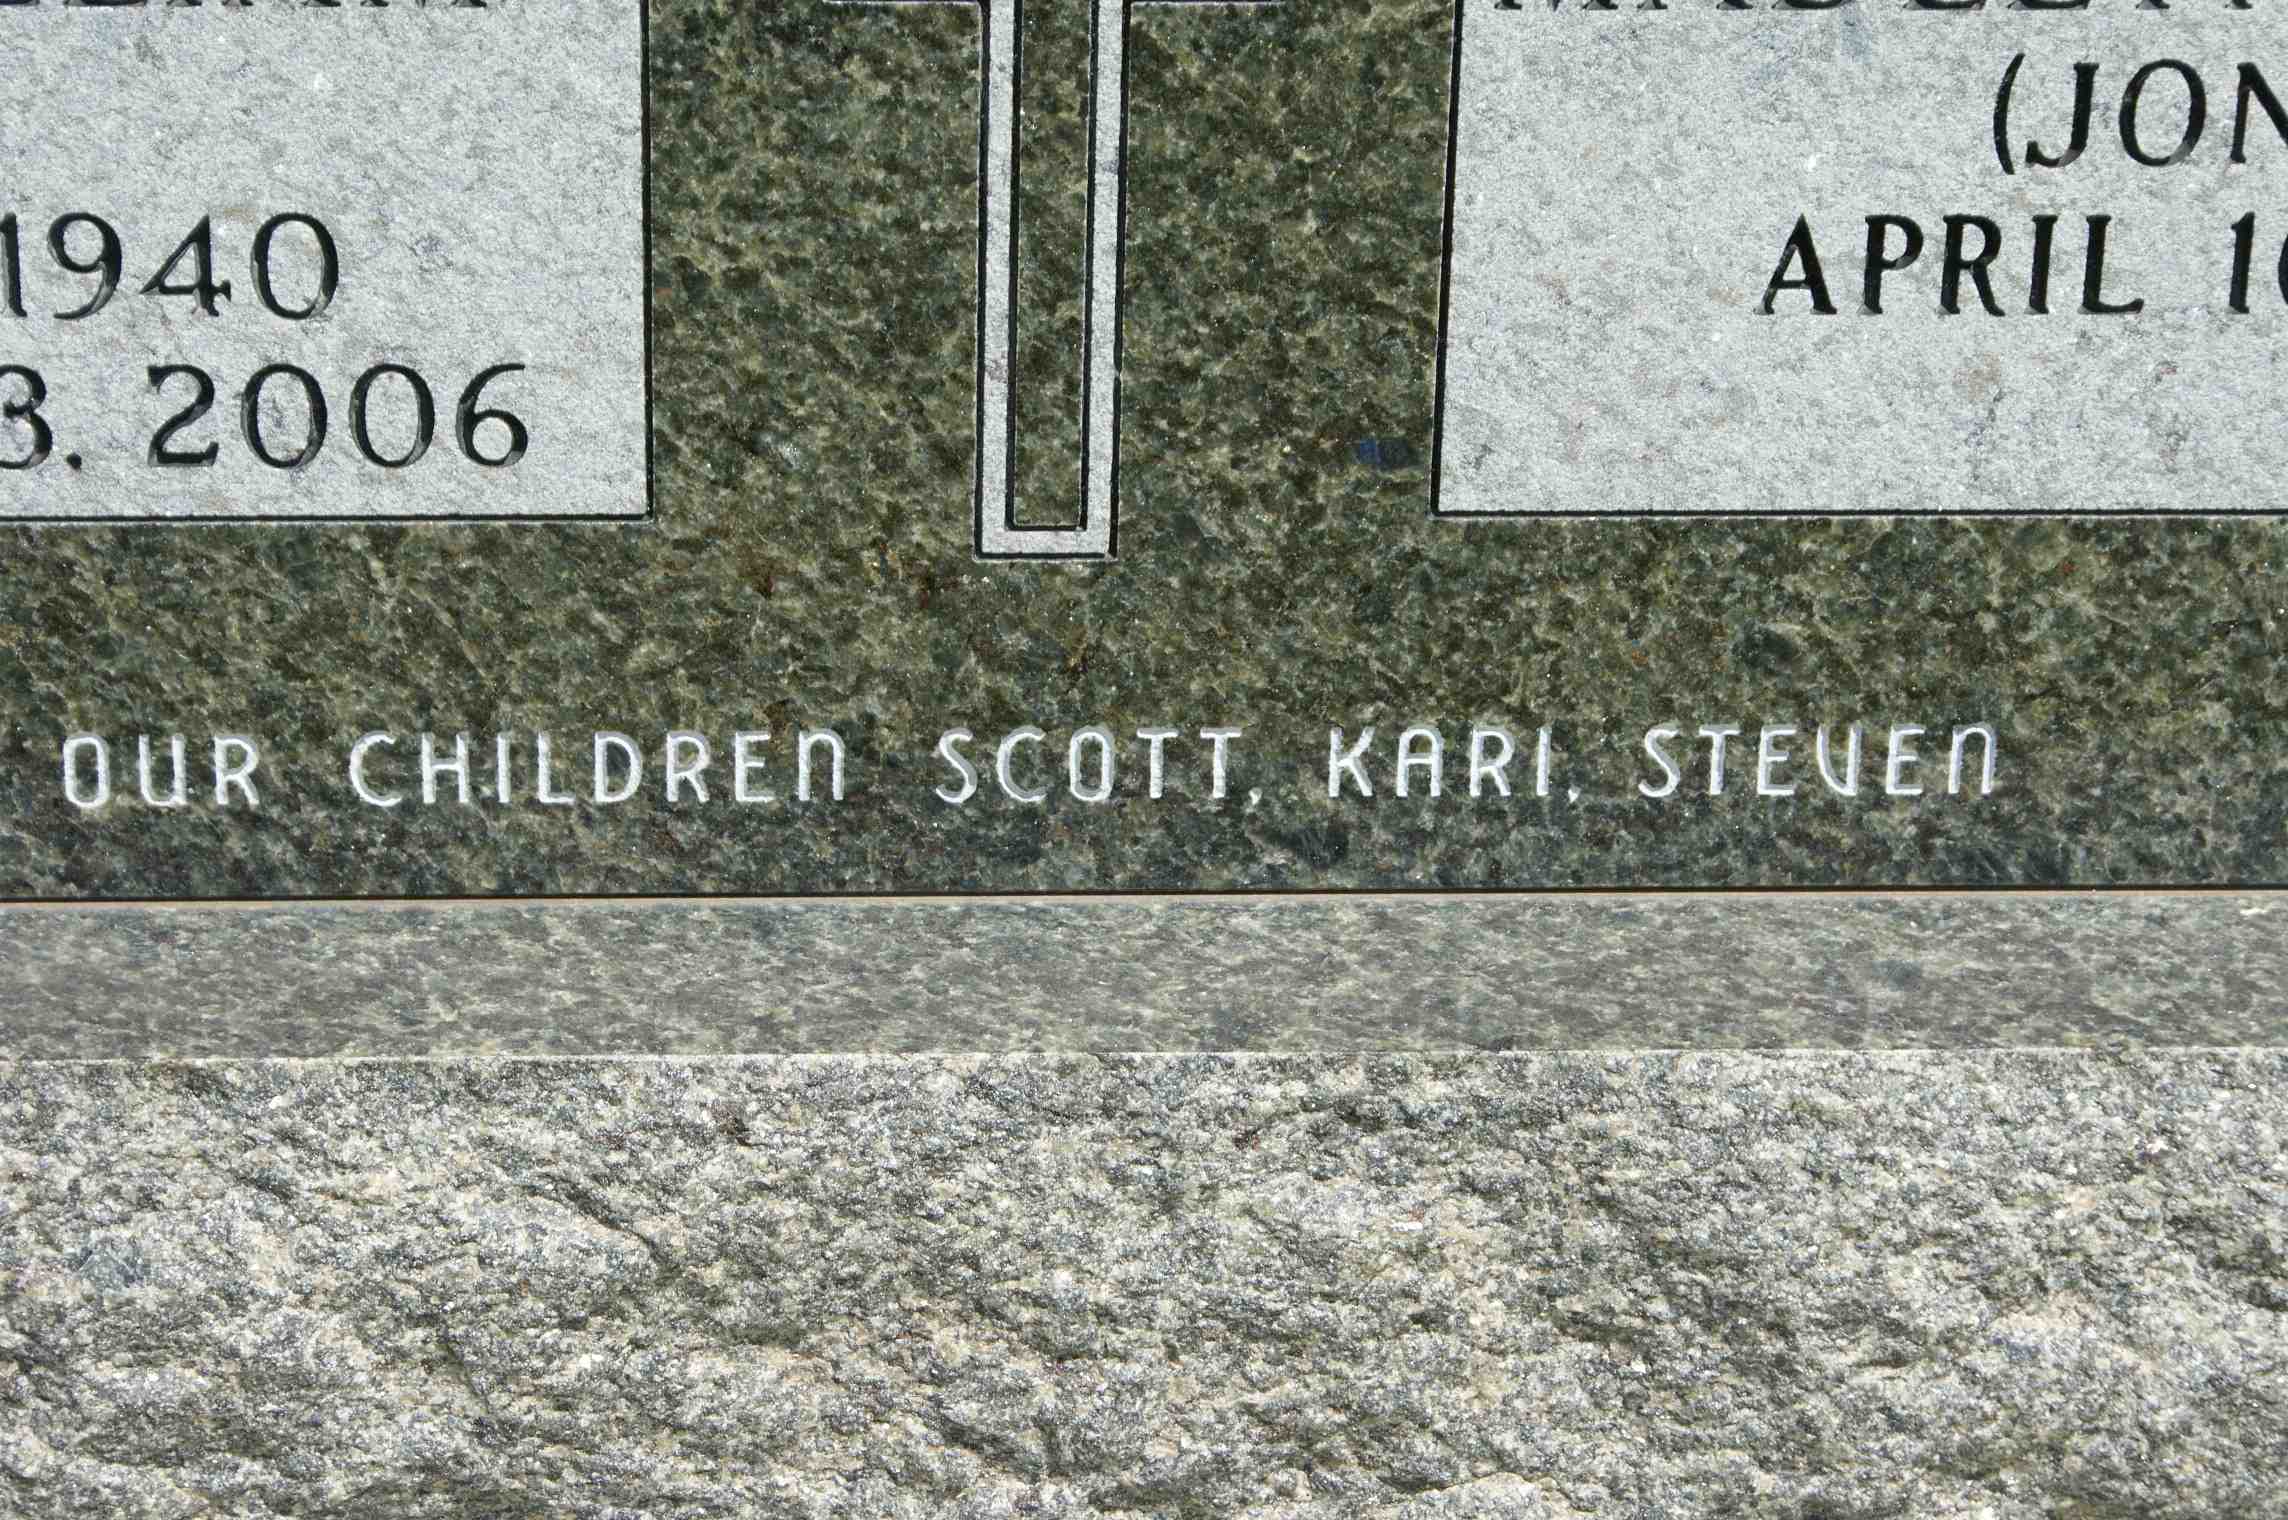 (JON
1940
APRIL 1
3, 2006
OUR CHILDREN SCOTT, KARI, STEVEN